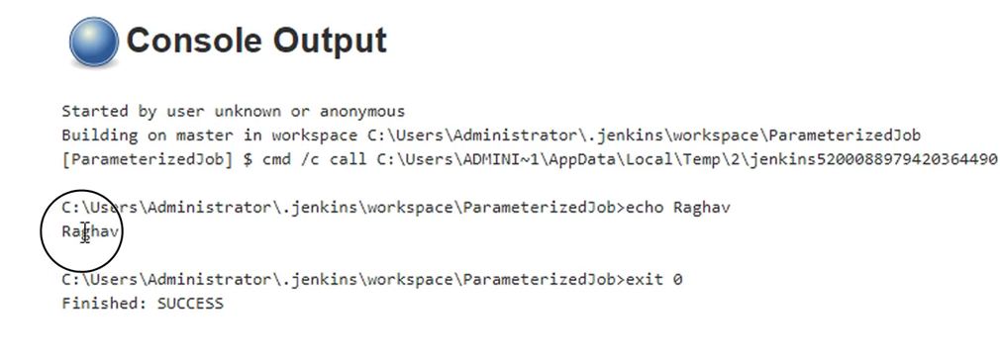 Console Output
Started by user unknown or anonymous
Building on master in workspace C:\Users\Administrator\.jenkins\workspace\ParameterizedJob
[ParameterizedJob] $ cmd /c call C:\Users\ADMINI~1\AppData\Local\Temp\2\jenkins5200088979420364490
C:\Users\Administrator\.jenkins\workspace\ParameterizedJob>echo Raghav
Raghav
C:\Users\Administrator\.jenkins\workspace\ParameterizedJob>exit 0
Finished: SUCCESS